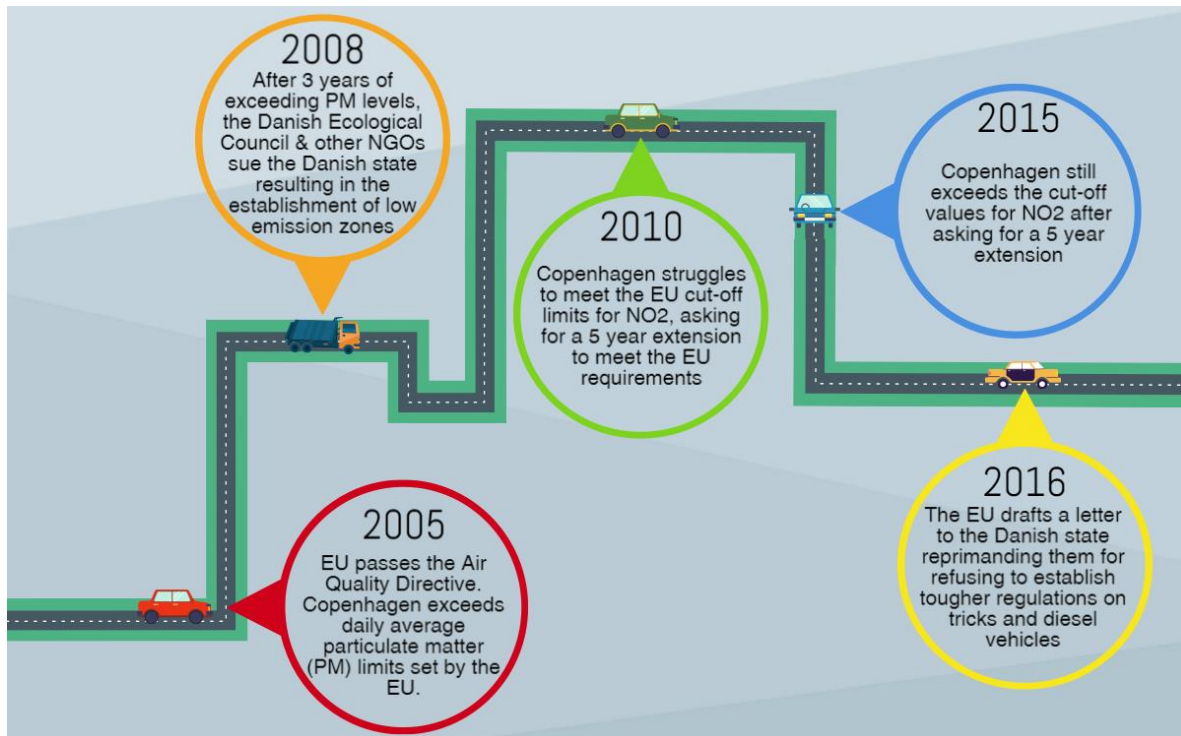 2008
After 3 years of
exceeding PM levels,
the Danish Ecological
Council & other NGOs
sue the Danish state
resulting in the
establishment of low
emission zones
2010
Copenhagen struggles
to meet the EU cut-off
limits for NO2, asking
for a 5 year extension
to meet the EU
requirements
2015
Copenhagen still
exceeds the cut-off
values for NO2 after
asking for a 5 year
extension
2005
EU passes the Air
Quality Directive.
Copenhagen exceeds
daily average
particulate matter
(PM) limits set by the
EU.
2016
The EU drafts a letter
to the Danish state
reprimanding them for
refusing to establish
tougher regulations on
tricks and diesel
vehicles